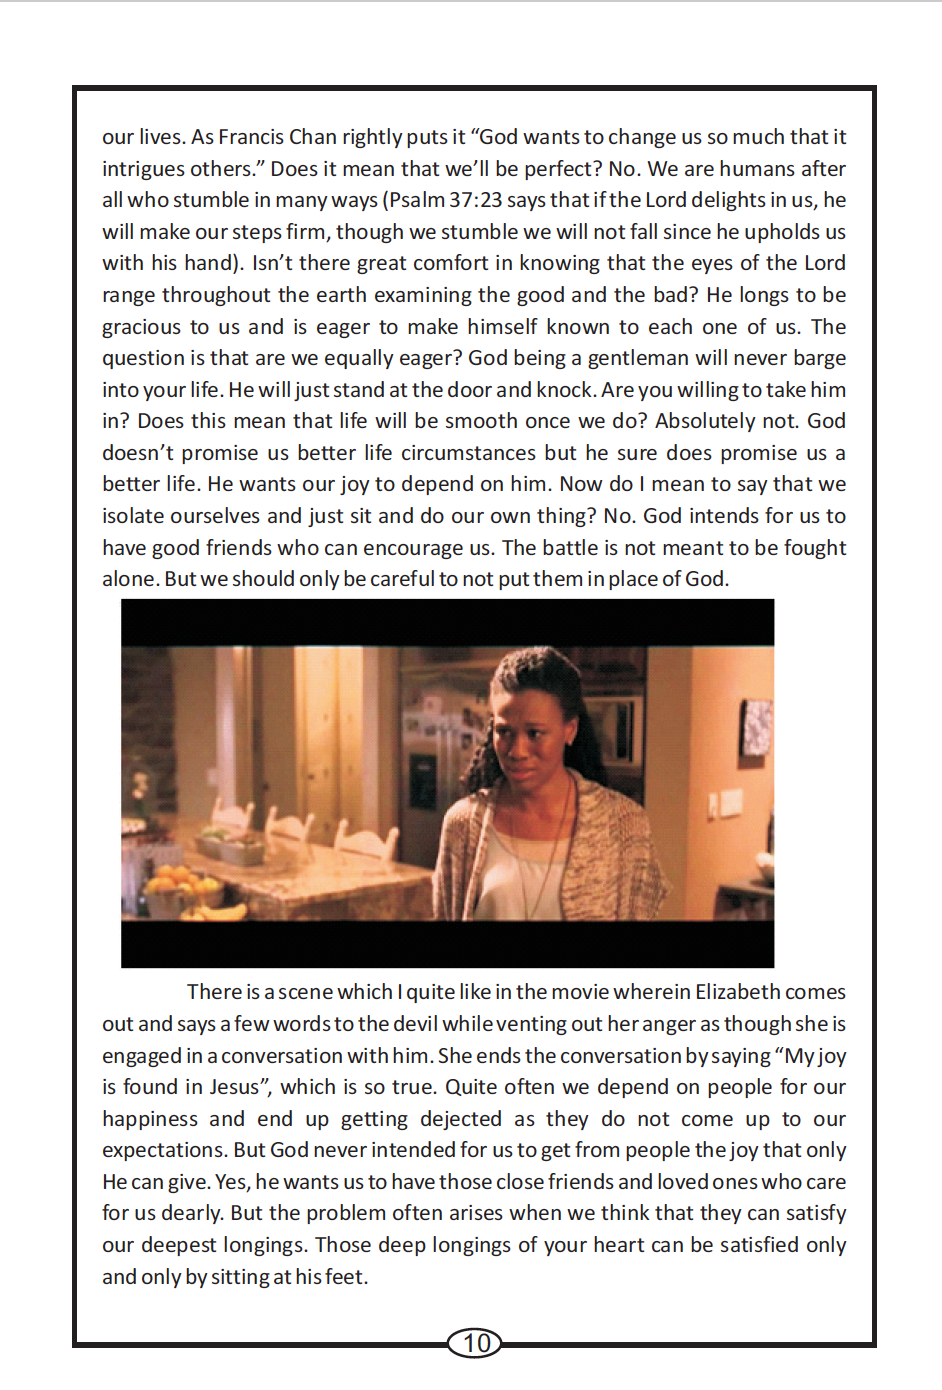 our lives. As Francis Chan rightly puts it “God wants to change us so much that it
intrigues others.” Does it mean that we’ll be perfect? No. We are humans after
all who stumble in many ways (Psalm 37:23 says that if the Lord delights in us, he
will make our steps firm, though we stumble we will not fall since he upholds us
with his hand). Isn’t there great comfort in knowing that the eyes of the Lord
range throughout the earth examining the good and the bad? He longs to be
gracious to us and is eager to make himself known to each one of us. The
question is that are we equally eager? God being a gentleman will never barge
into your life. He will just stand at the door and knock. Are you willing to take him
in? Does this mean that life will be smooth once we do? Absolutely not. God
doesn’t promise us better life circumstances but he sure does promise us a
better life. He wants our joy to depend on him. Now do I mean to say that we
isolate ourselves and just sit and do our own thing? No. God intends for us to
have good friends who can encourage us. The battle is not meant to be fought
alone. But we should only be careful to not put them in place of God.
There is a scene which I quite like in the movie wherein Elizabeth comes
out and says a few words to the devil while venting out her anger as though she is
engaged in a conversation with him. She ends the conversation by saying “My joy
is found in Jesus”, which is so true. Quite often we depend on people for our
happiness and end up getting dejected as they do not come up to our
expectations. But God never intended for us to get from people the joy that only
He can give. Yes, he wants us to have those close friends and loved ones who care
for us dearly. But the problem often arises when we think that they can satisfy
our deepest longings. Those deep longings of your heart can be satisfied only
and only by sitting at his feet.
10